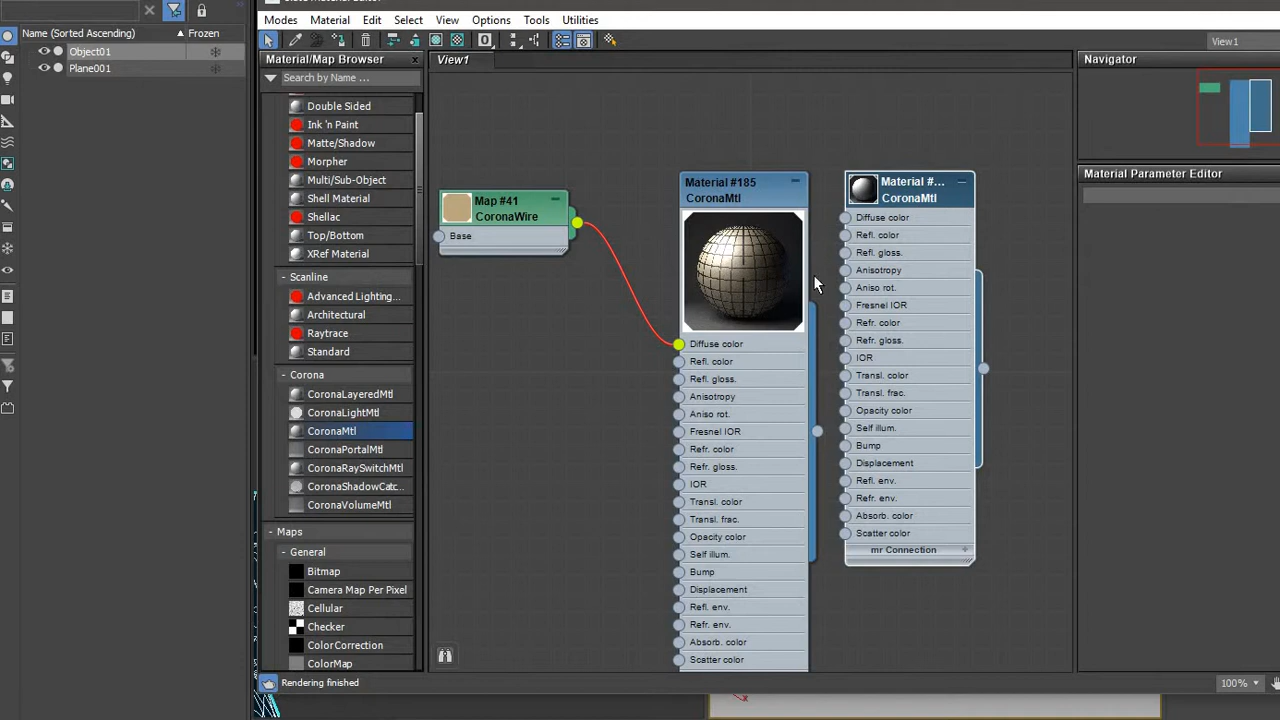 Name (Sorted Ascending)
Frozen
Object01
Plane001
Modes
Material
Edit
Select
View
Options
Tools
Utilities
View1
Material/Map Browser
Search by Name ...
Double Sided
Ink 'n Paint
Matte/Shadow
Morpher
Multi/Sub-Object
Shell Material
Shellac
Top/Bottom
XRef Material
- Scanline
Advanced Lighting...
Architectural
Raytrace
Standard
- Corona
CoronaLayeredMtl
CoronaLightMtl
CoronaMtl
CoronaPortalMtl
CoronaRaySwitchMtl
CoronaShadowCatc...
CoronaVolumeMtl
- Maps
- General
Bitmap
Camera Map Per Pixel
Cellular
Checker
ColorCorrection
ColorMap
View1
Map #41
CoronaWire
Base
Material #185
CoronaMtl
Diffuse color
Refl. color
Refl. gloss.
Anisotropy
Aniso rot.
Fresnel IOR
Refr. color
Refr. gloss.
IOR
Transl. color
Transl. frac.
Opacity color
Self illum.
Bump
Displacement
Refl. env.
Refr. env.
Absorb. color
Scatter color
Material #...
CoronaMtl
Diffuse color
Refl. color
Refl. gloss.
Anisotropy
Aniso rot.
Fresnel IOR
Refr. color
Refr. gloss.
IOR
Transl. color
Transl. frac.
Opacity color
Self illum.
Bump
Displacement
Refl. env.
Refr. env.
Absorb. color
Scatter color
mr Connection +
Navigator
Material Parameter Editor
Rendering finished
100%